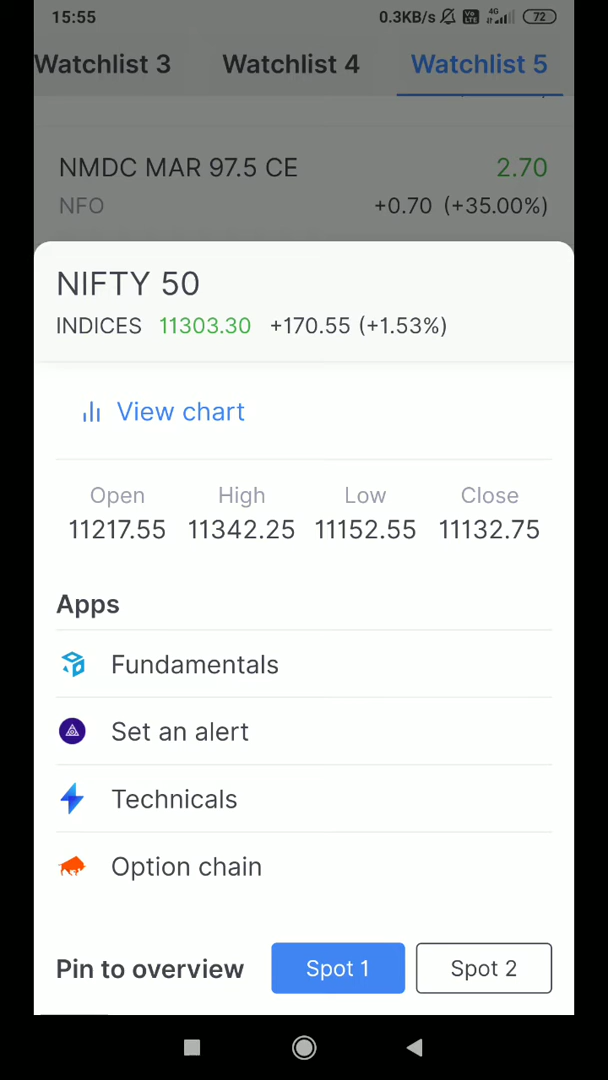 15:55 0.3KB/s 4G 72
Watchlist 3 Watchlist 4 Watchlist 5
NMDC MAR 97.5 CE 2.70
NFO +0.70 (+35.00%)
NIFTY 50
INDICES 11303.30 +170.55 (+1.53%)
View chart
Open High Low Close
11217.55 11342.25 11152.55 11132.75
Apps
Fundamentals
Set an alert
Technicals
Option chain
Pin to overview Spot 1 Spot 2